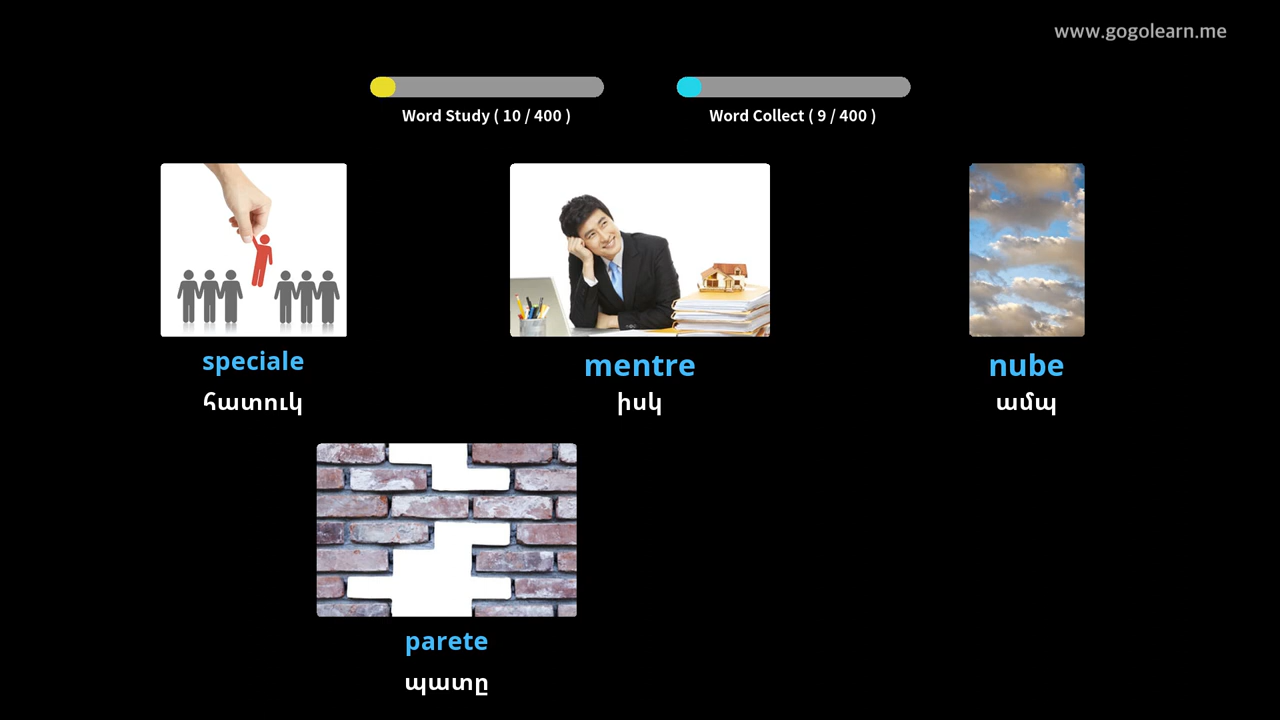 www.gogolearn.me
Word Study ( 10 / 400 )
Word Collect ( 9 / 400 )
speciale
հատուկ
mentre
իսկ
nube
ամպ
parete
պատը